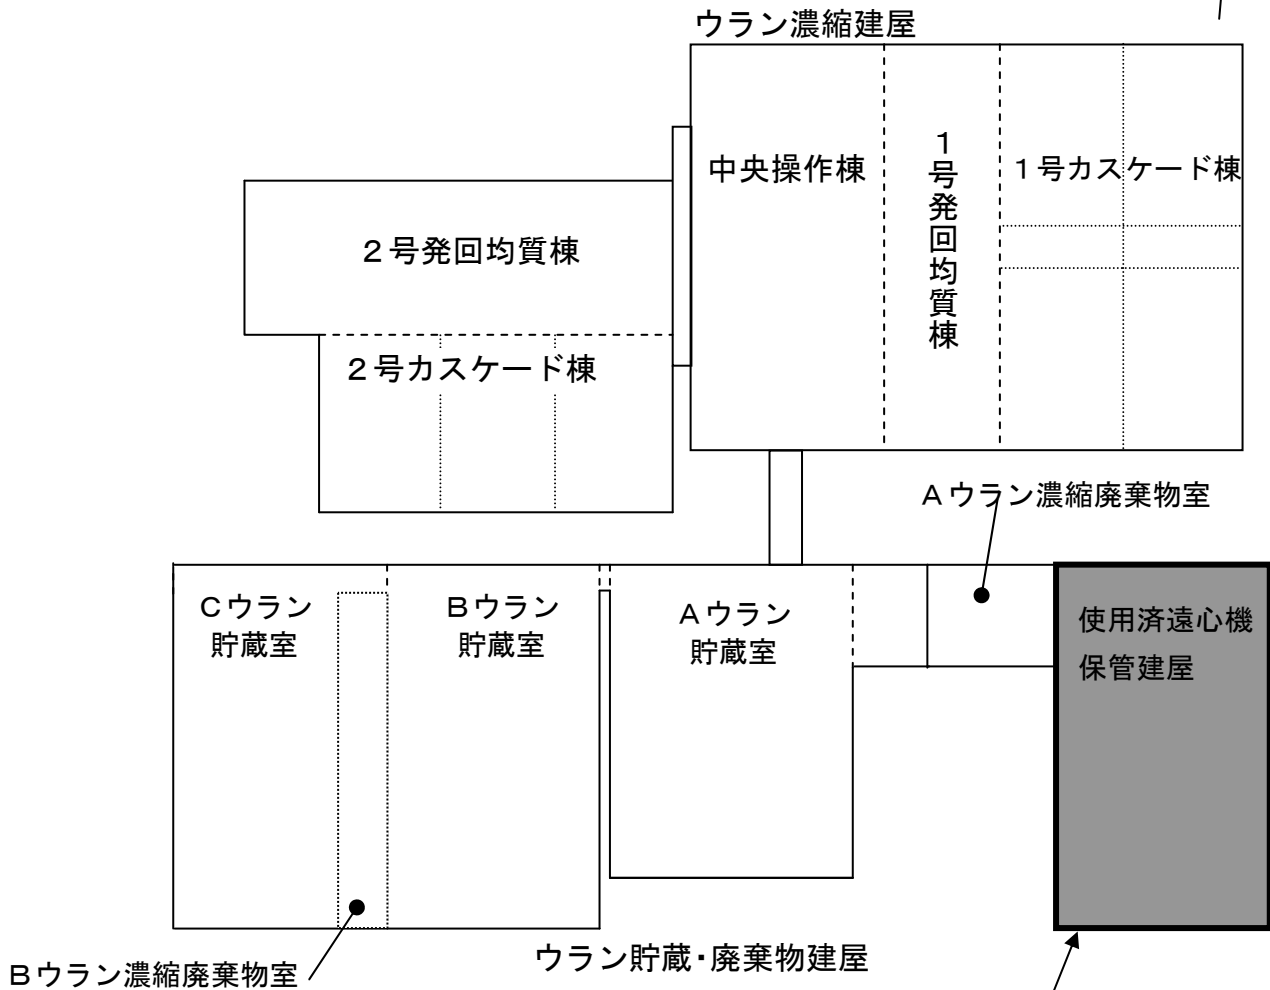 ウラン濃縮建屋
中央操作棟
1号発回均質棟
1号カスケード棟
2号発回均質棟
2号カスケード棟
Aウラン濃縮廃棄物室
Cウラン
貯蔵室
Bウラン
貯蔵室
Aウラン
貯蔵室
使用済遠心機
保管建屋
ウラン貯蔵・廃棄物建屋
Bウラン濃縮廃棄物室